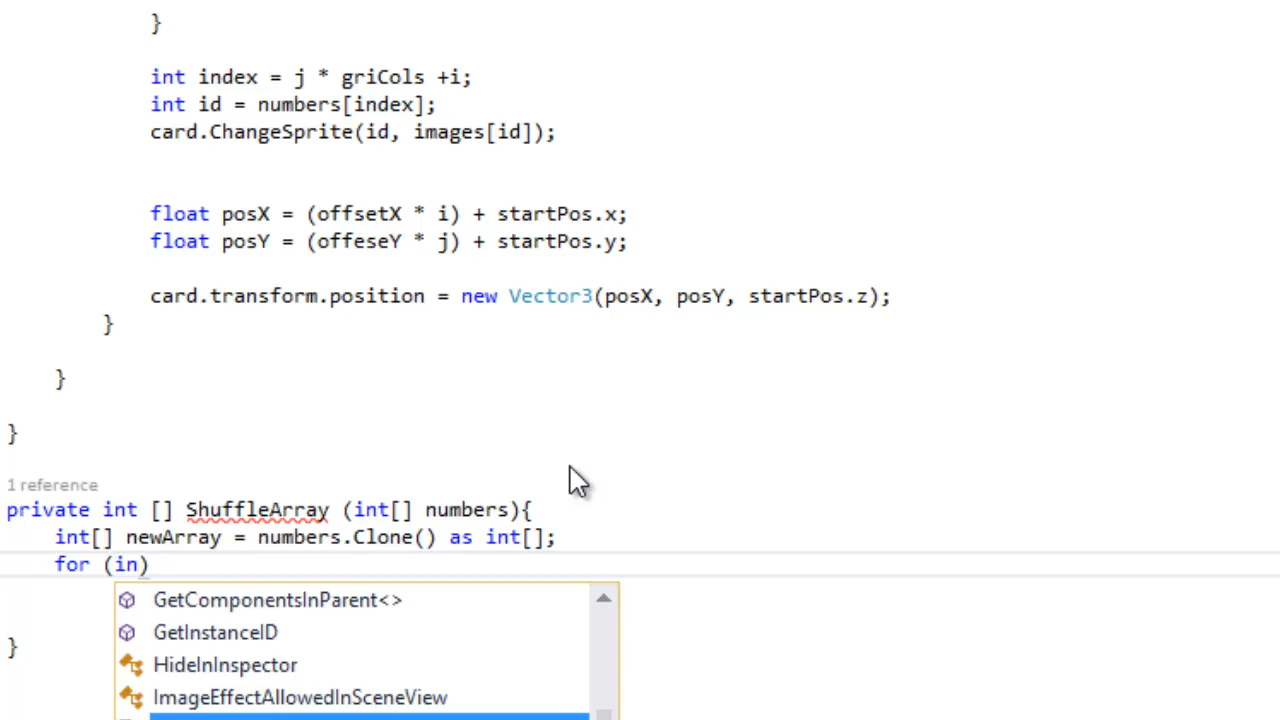 }
int index = j * griCols +i;
int id = numbers[index];
card.ChangeSprite(id, images[id]);
float posX = (offsetX * i) + startPos.x;
float posY = (offeseY * j) + startPos.y;
card.transform.position = new Vector3(posX, posY, startPos.z);
}
}
}
1 reference
private int [] ShuffleArray (int[] numbers){
int[] newArray = numbers.Clone() as int[];
for (in)
GetComponentsInParent<>
GetInstanceID
}
HideInInspector
ImageEffectAllowedInSceneView